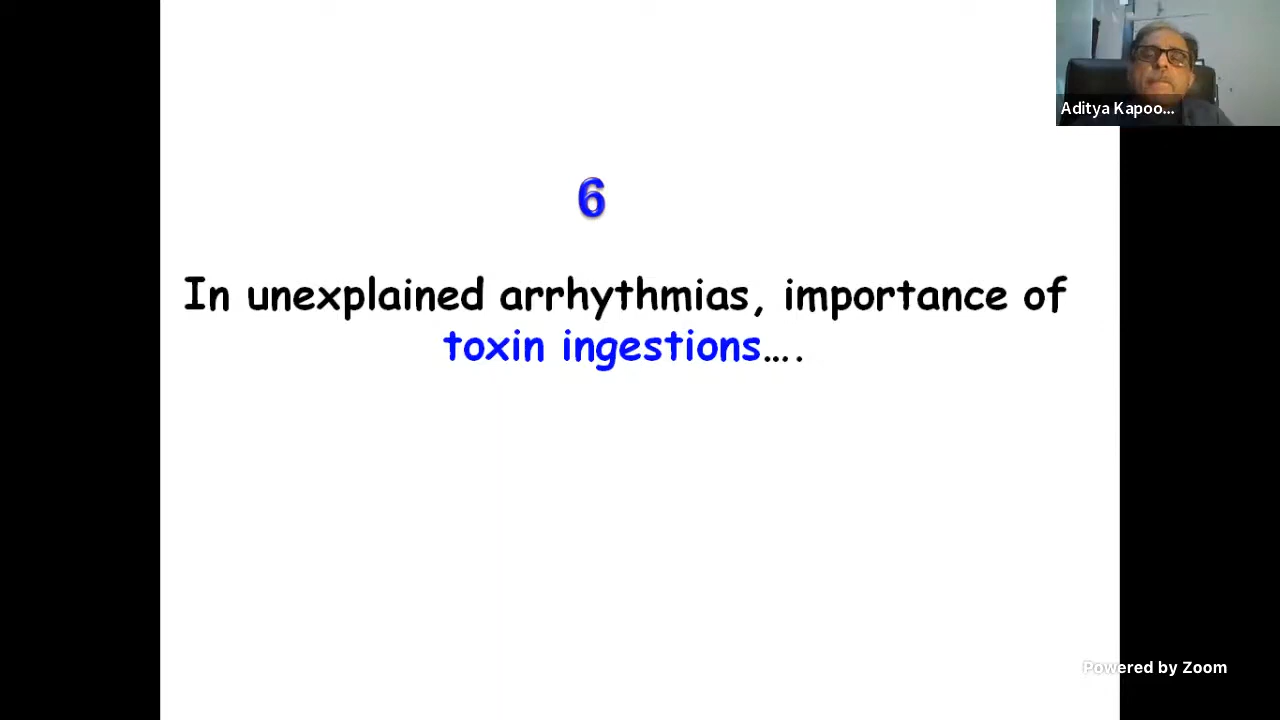 Aditya Kapoo...
6
In unexplained arrhythmias, importance of
toxin ingestions....
Powered by Zoom